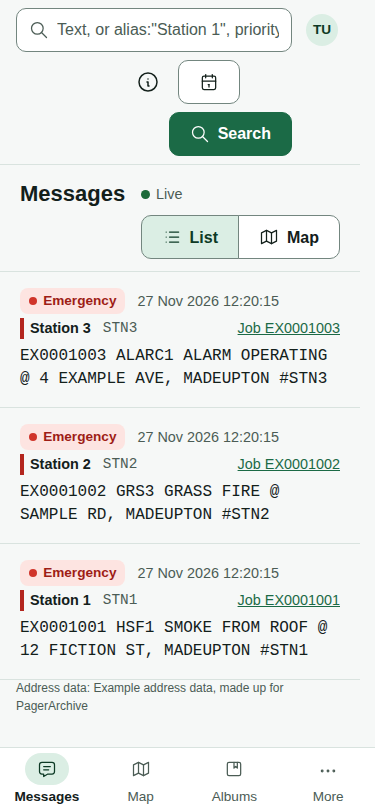 Text, or alias:"Station 1", priority
TU
Search
Messages
Live
List
Map
Emergency 27 Nov 2026 12:20:15
Station 3 STN3 Job EX0001003
EX0001003 ALARC1 ALARM OPERATING
@ 4 EXAMPLE AVE, MADEUPTON #STN3
Emergency 27 Nov 2026 12:20:15
Station 2 STN2 Job EX0001002
EX0001002 GRS3 GRASS FIRE @
SAMPLE RD, MADEUPTON #STN2
Emergency 27 Nov 2026 12:20:15
Station 1 STN1 Job EX0001001
EX0001001 HSF1 SMOKE FROM ROOF @
12 FICTION ST, MADEUPTON #STN1
Address data: Example address data, made up for
PagerArchive
Messages Map Albums More